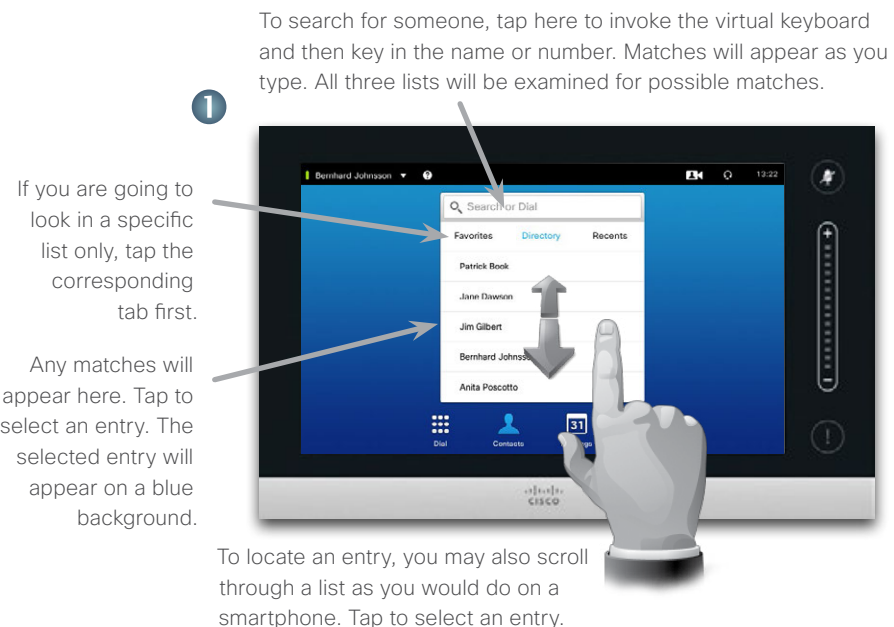 To search for someone, tap here to invoke the virtual keyboard
and then key in the name or number. Matches will appear as you
type. All three lists will be examined for possible matches.
1
If you are going to
look in a specific
list only, tap the
corresponding
tab first.
Any matches will
appear here. Tap to
select an entry. The
selected entry will
appear on a blue
background.
Bernhard Johnsson
?
13:22
Search or Dial
Favorites Directory Recents
Patrick Book
Jane Dawson
Jim Gilbert
Bernhard Johnsso
Anita Poscotto
31
Dial Contacts
+
-
!
CISCO
To locate an entry, you may also scroll
through a list as you would do on a
smartphone. Tap to select an entry.